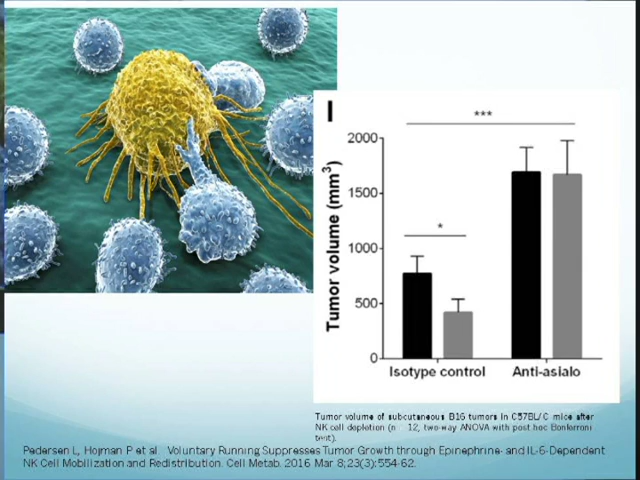 I
***
2000
1500
1000
500
0
Tumor volume (mm³)
*
Isotype control
Anti-asialo
Tumor volume of subcutaneous B16 tumors in C57BL/ mice after
NK cell depletion (n 12, two-way ANOVA with post hoc Bonferroni
Pedersen L, Hojman P et al. Voluntary Running Suppresses Tumor Growth through Epinephrine- and IL-6-Dependent
NK Cell Mobilization and Redistribution. Cell Metab. 2016 Mar 8;23(3):554-62.